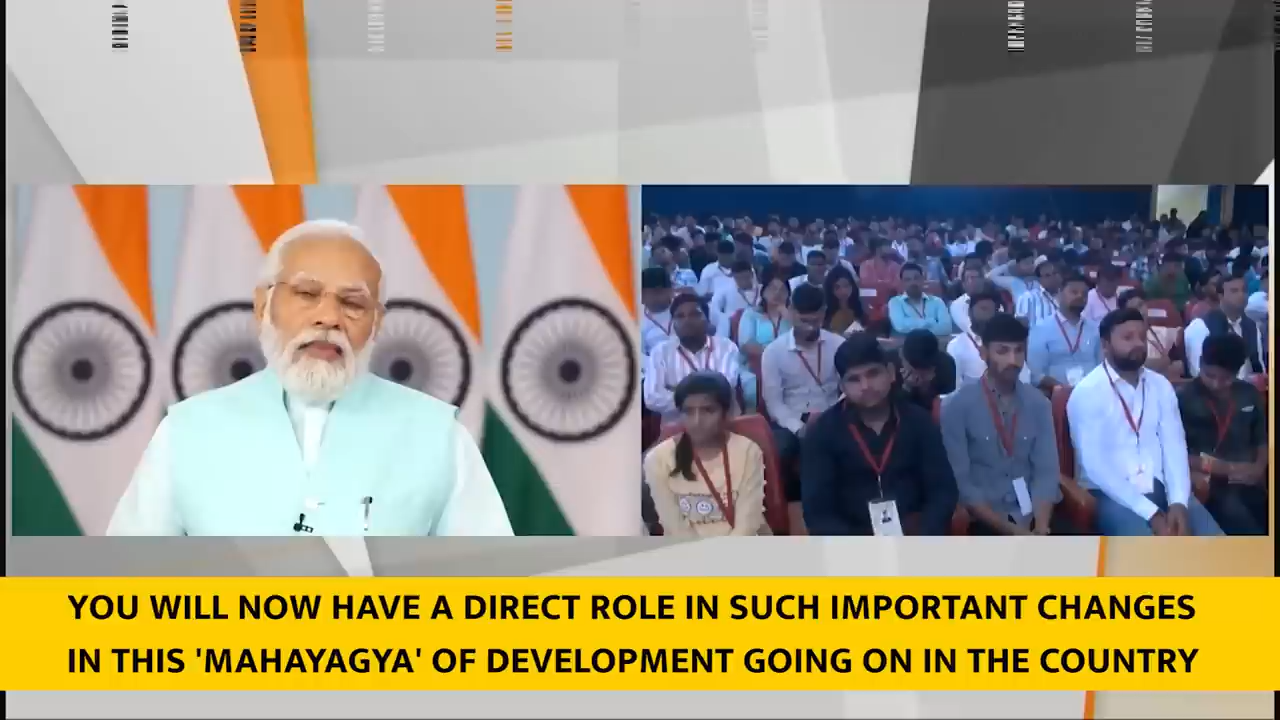 YOU WILL NOW HAVE A DIRECT ROLE IN SUCH IMPORTANT CHANGES
IN THIS 'MAHAYAGYA' OF DEVELOPMENT GOING ON IN THE COUNTRY